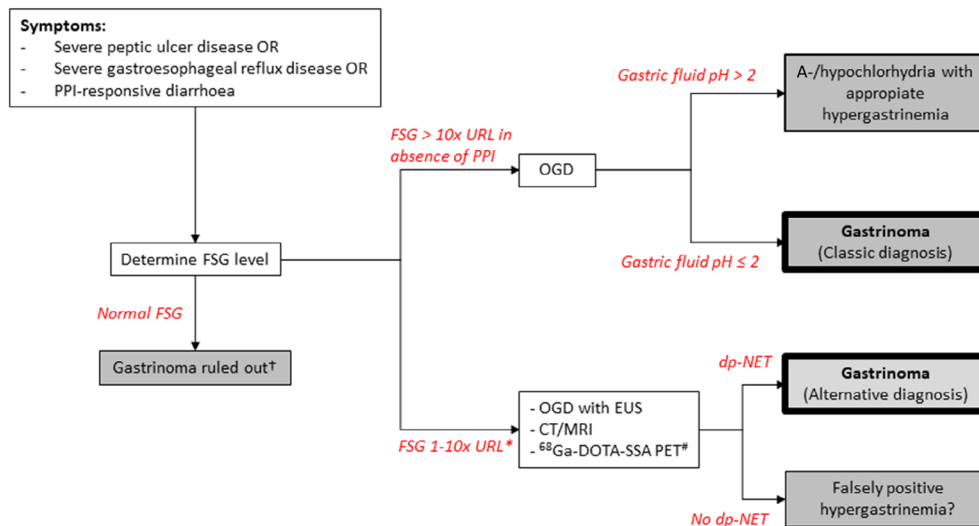 Symptoms:
- Severe peptic ulcer disease OR
- Severe gastroesophageal reflux disease OR
- PPI-responsive diarrhoea
Gastric fluid pH > 2
A-/hypochlorhydria with
appropiate
hypergastrinemia
FSG > 10x URL in
absence of PPI
OGD
Gastrinoma
(Classic diagnosis)
Gastric fluid pH ≤ 2
Determine FSG level
Normal FSG
Gastrinoma ruled out†
dp-NET
Gastrinoma
(Alternative diagnosis)
FSG 1-10x URL*
- OGD with EUS
- CT/MRI
- ⁶⁸Ga-DOTA-SSA PET#
Falsely positive
hypergastrinemia?
No dp-NET